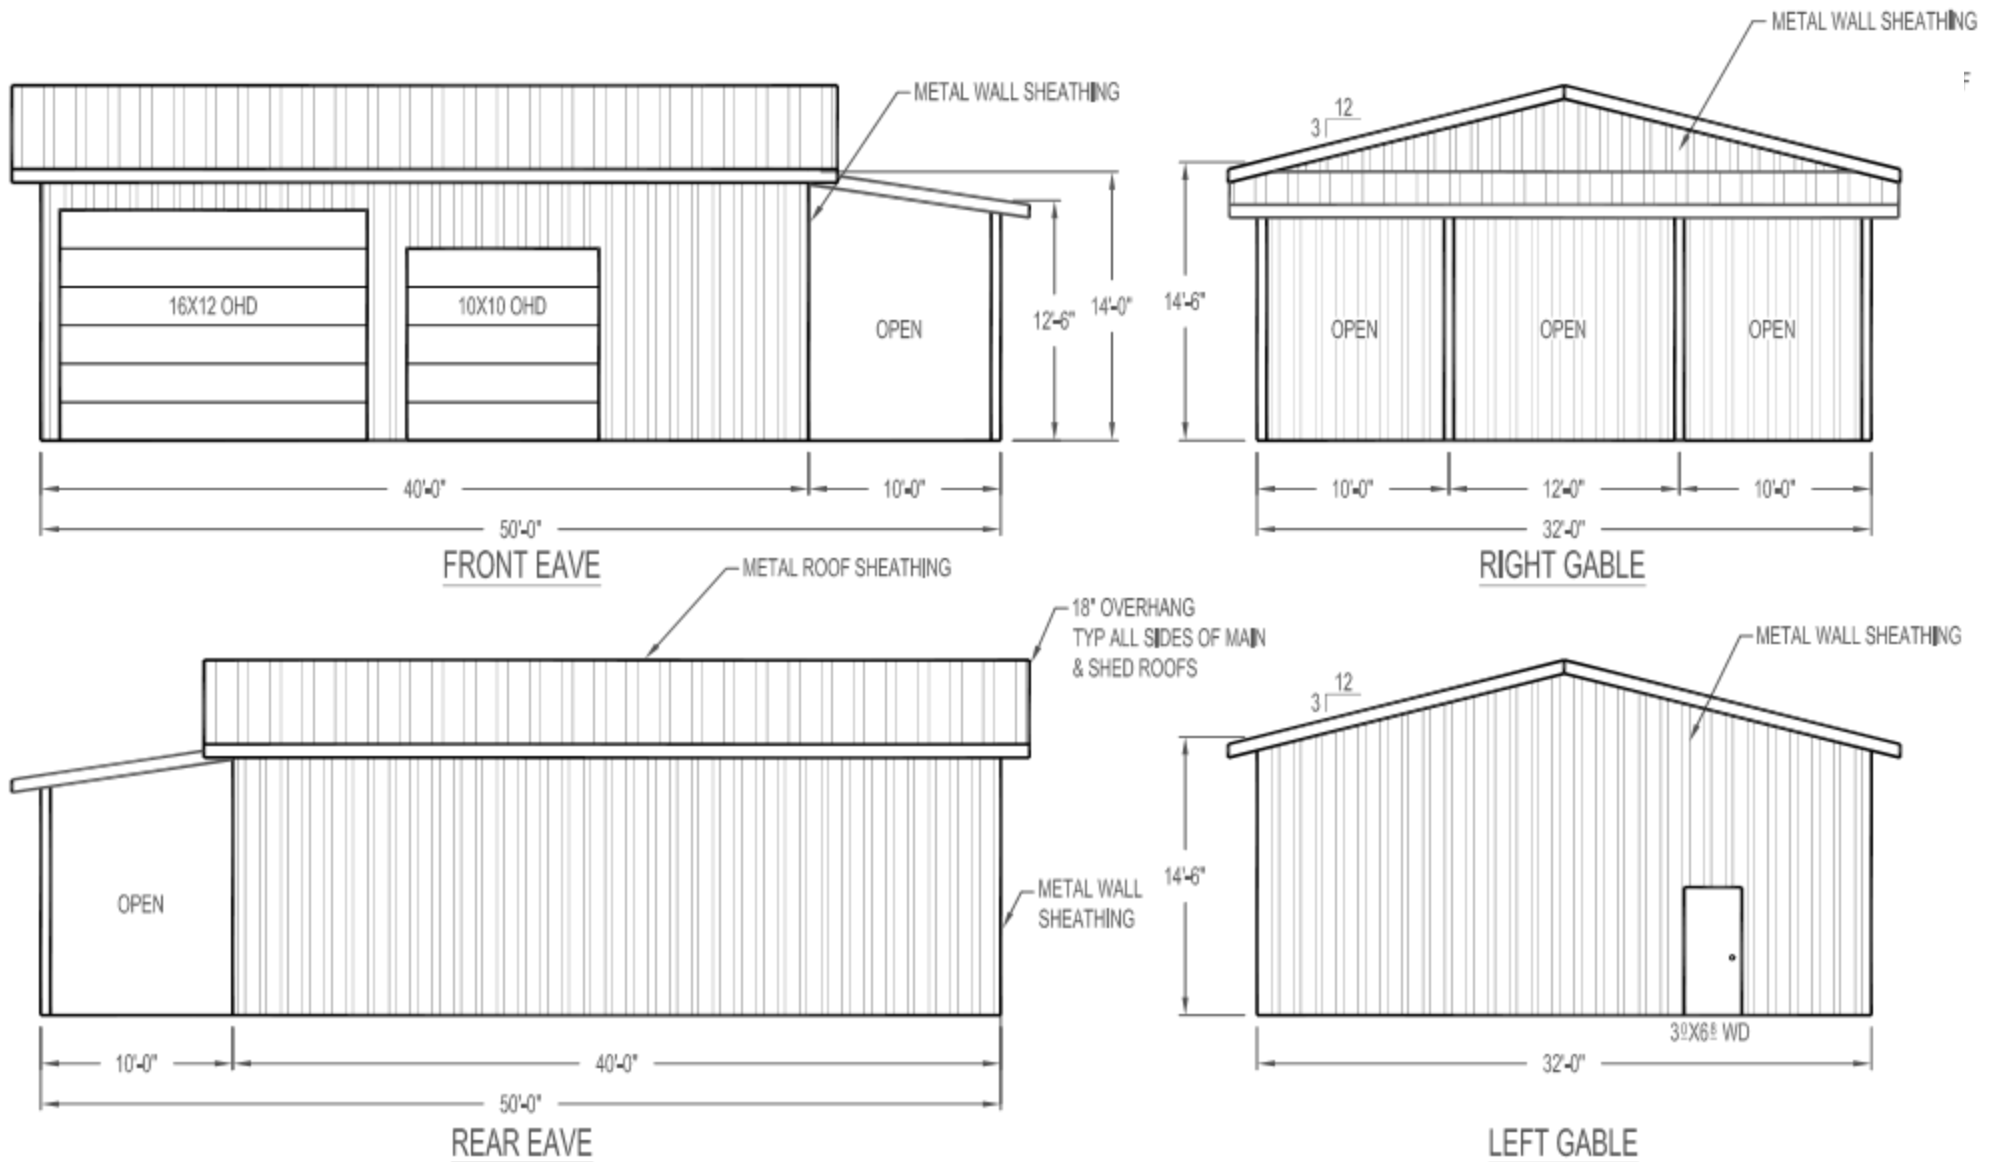 METAL WALL SHEATHING
16X12 OHD
10X10 OHD
OPEN
12'-6"
14'-0"
40'-0"
10'-0"
50'-0"
FRONT EAVE
METAL WALL SHEATHING
F
12
3
14'-6"
OPEN
OPEN
OPEN
10'-0"
12'-0"
10'-0"
32'-0"
RIGHT GABLE
METAL ROOF SHEATHING
18" OVERHANG
TYP ALL SIDES OF MAIN
& SHED ROOFS
OPEN
METAL WALL
SHEATHING
10'-0"
40'-0"
50'-0"
REAR EAVE
METAL WALL SHEATHING
12
3
14'-6"
3⁰X6⁸ WD
32'-0"
LEFT GABLE